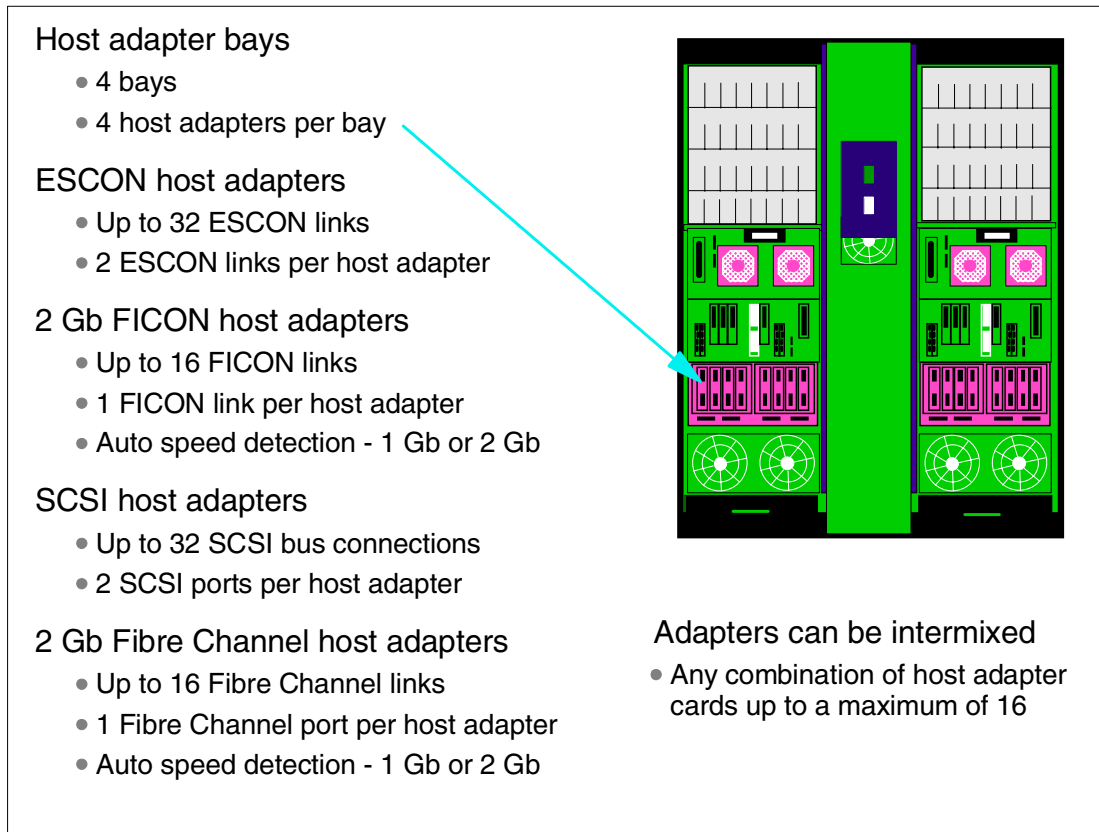 Host adapter bays
• 4 bays
• 4 host adapters per bay
ESCON host adapters
• Up to 32 ESCON links
• 2 ESCON links per host adapter
2 Gb FICON host adapters
• Up to 16 FICON links
• 1 FICON link per host adapter
• Auto speed detection - 1 Gb or 2 Gb
SCSI host adapters
• Up to 32 SCSI bus connections
• 2 SCSI ports per host adapter
2 Gb Fibre Channel host adapters
• Up to 16 Fibre Channel links
• 1 Fibre Channel port per host adapter
• Auto speed detection - 1 Gb or 2 Gb
Adapters can be intermixed
• Any combination of host adapter
cards up to a maximum of 16